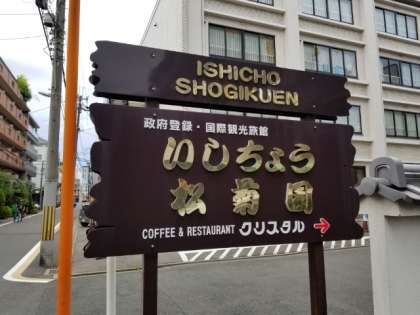 ISHICHO
SHOGIKUEN
政府登録・国際観光旅館
いしちょう
松菊園
COFFEE & RESTAURANT クリスタル